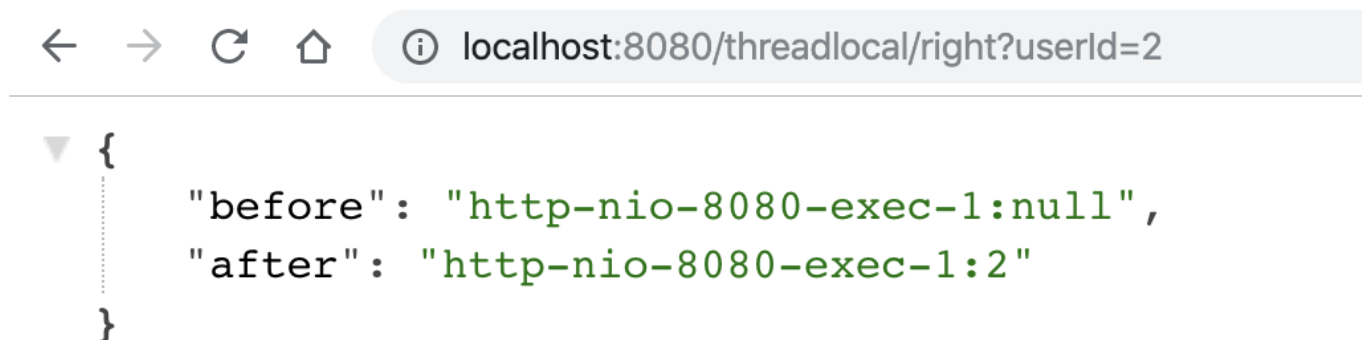 localhost:8080/threadlocal/right?userId=2
{
"before": "http-nio-8080-exec-1:null",
"after": "http-nio-8080-exec-1:2"
}